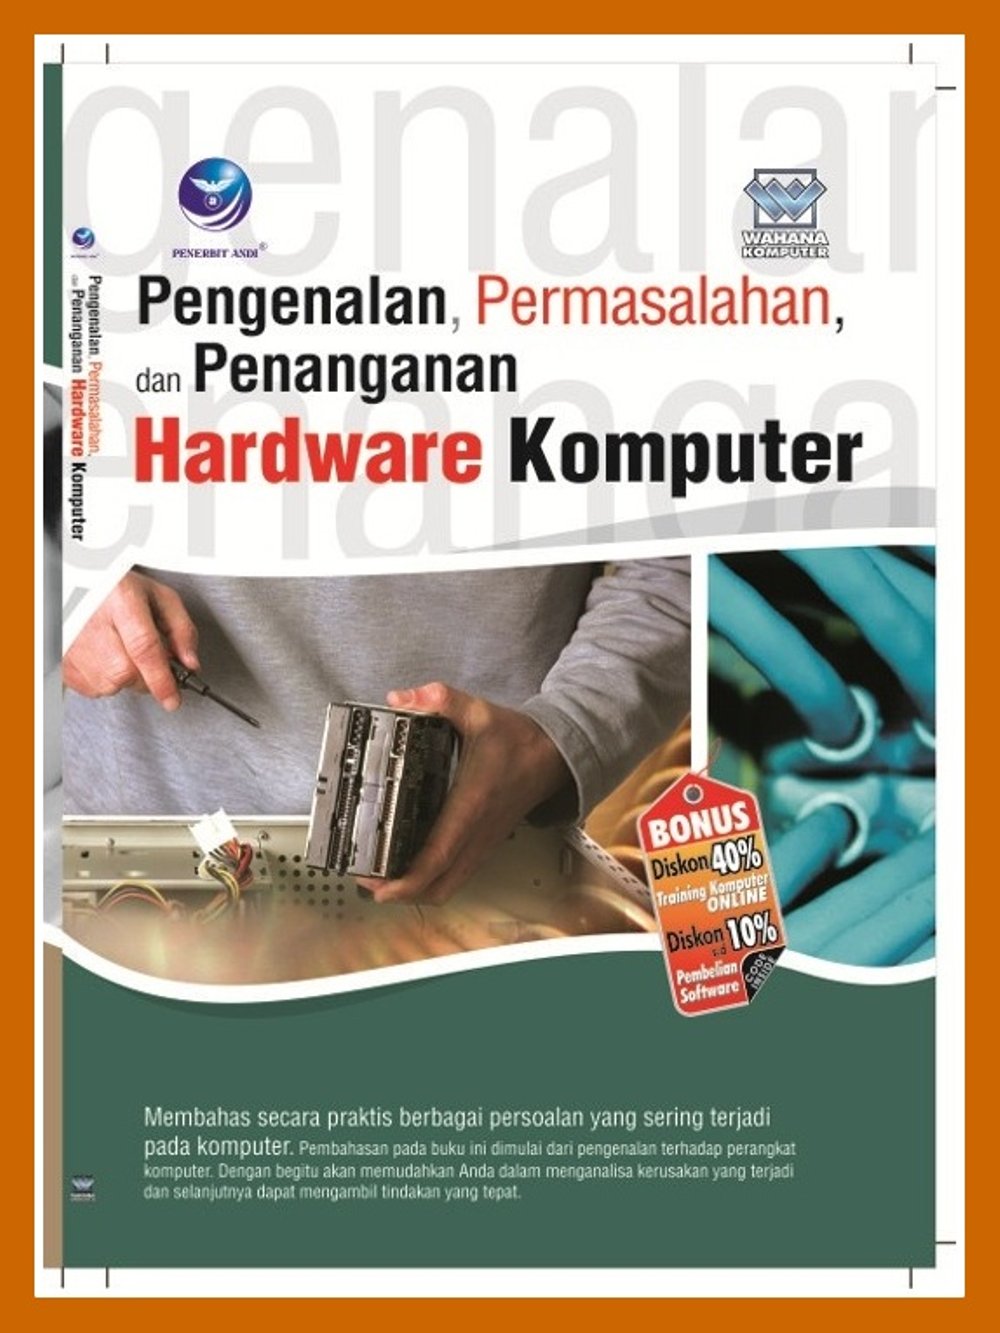 genalan
PENERBIT ANDI®
WAHANA
KOMPUTER
Pengenalan, Permasalahan,
dan Penanganan
Hardware Komputer
enanga
Pengenalan, Permasalahan,
dan Penanganan Hardware Komputer
BONUS
Diskon 40%
Training Komputer
ONLINE
Diskon s.d 10%
Pembelian
Software
CODE
INSIDE
Membahas secara praktis berbagai persoalan yang sering terjadi
pada komputer. Pembahasan pada buku ini dimulai dari pengenalan terhadap perangkat
komputer. Dengan begitu akan memudahkan Anda dalam menganalisa kerusakan yang terjadi
dan selanjutnya dapat mengambil tindakan yang tepat.